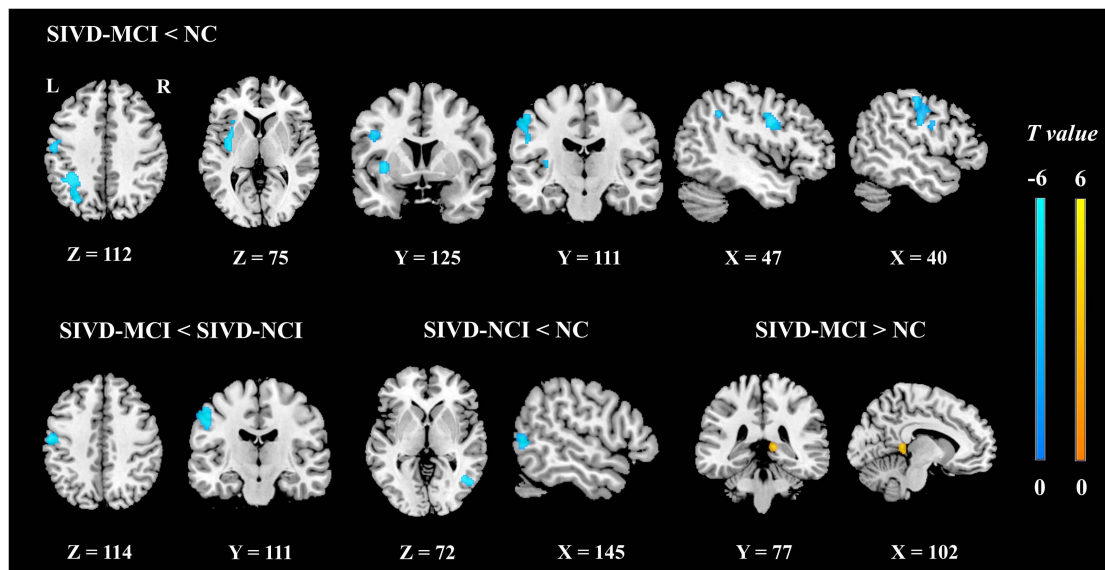 SIVD-MCI < NC
L R
T value
-6 6
Z = 112 Z = 75 Y = 125 Y = 111 X = 47 X = 40
SIVD-MCI < SIVD-NCI SIVD-NCI < NC SIVD-MCI > NC
0 0
Z = 114 Y = 111 Z = 72 X = 145 Y = 77 X = 102